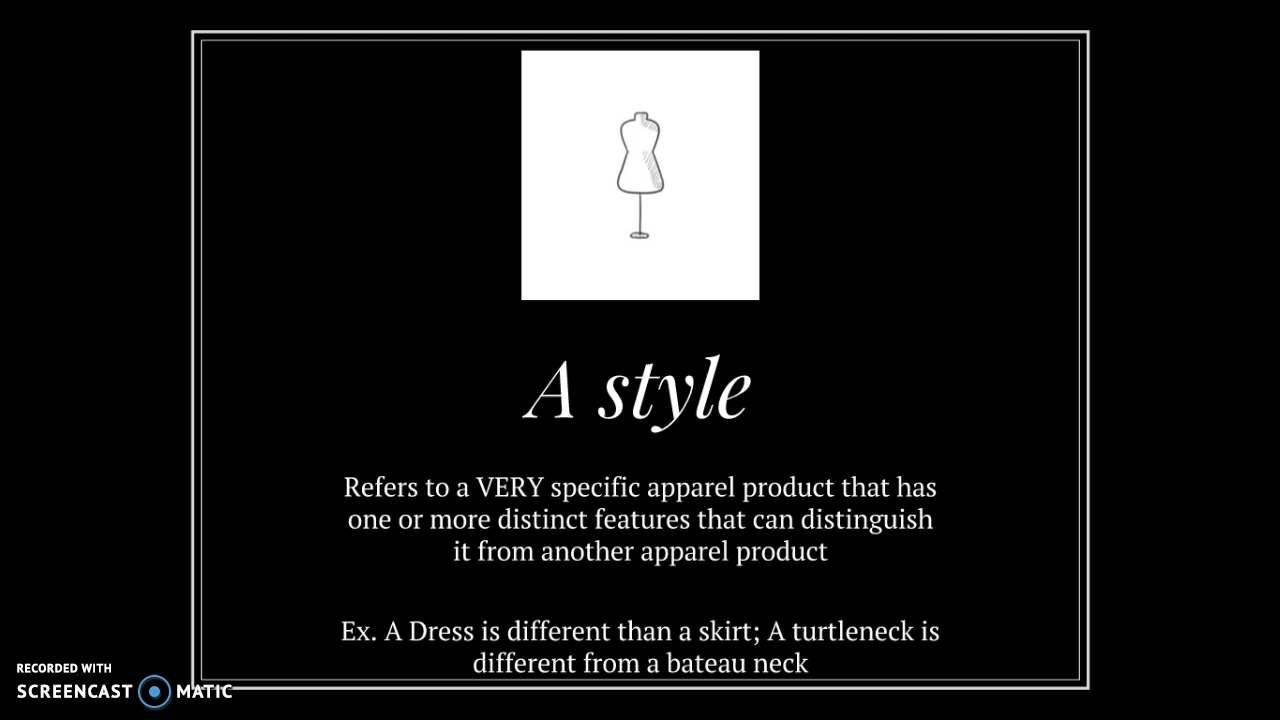 A style
Refers to a VERY specific apparel product that has
one or more distinct features that can distinguish
it from another apparel product
Ex. A Dress is different than a skirt; A turtleneck is
different from a bateau neck
RECORDED WITH
SCREENCAST MATIC